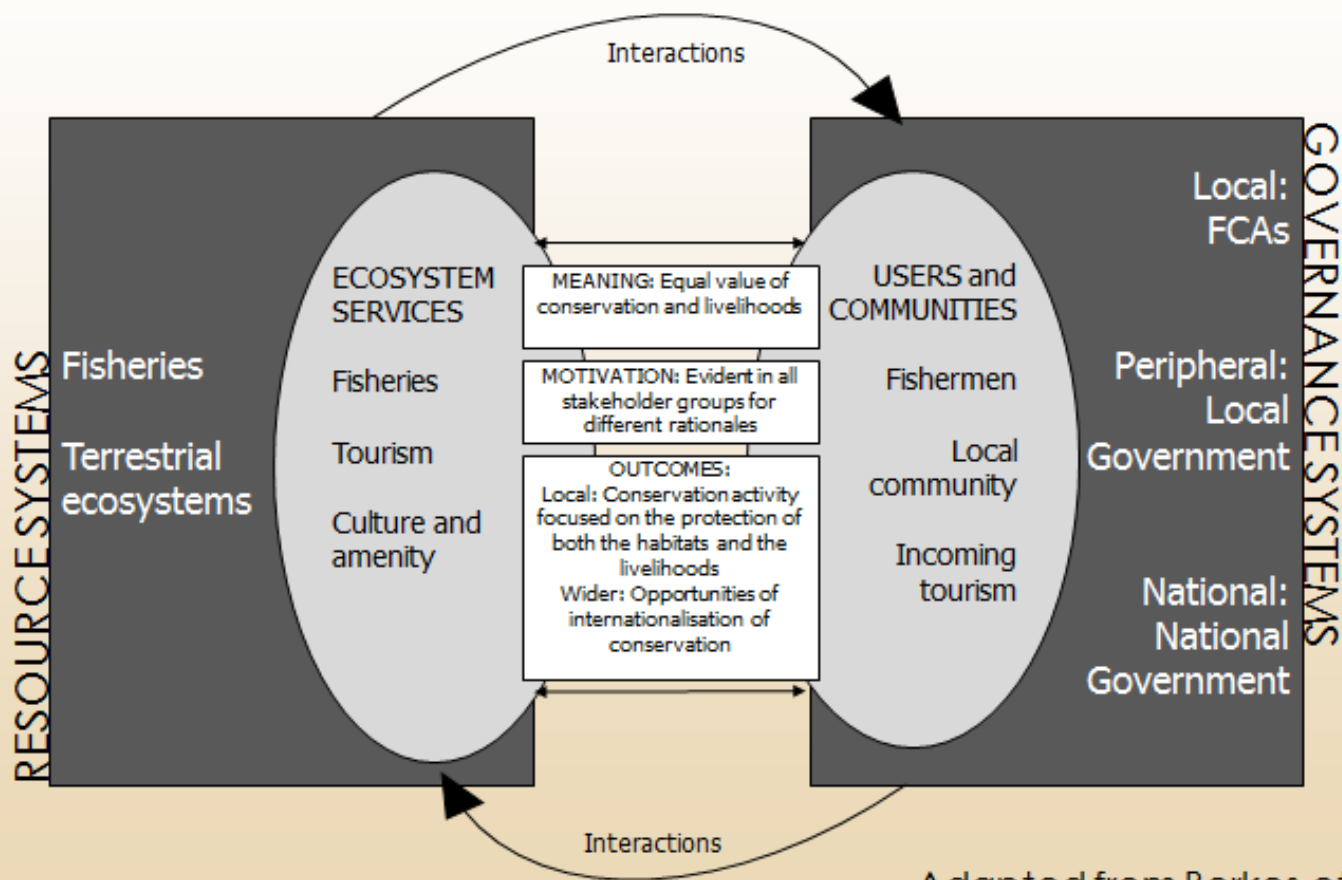 Interactions
RESOURCE SYSTEMS
Fisheries
Terrestrial
ecosystems
ECOSYSTEM
SERVICES
Fisheries
Tourism
Culture and
amenity
MEANING: Equal value of
conservation and livelihoods
MOTIVATION: Evident in all
stakeholder groups for
different rationales
OUTCOMES:
Local: Conservation activity
focused on the protection of
both the habitats and the
livelihoods
Wider: Opportunities of
internationalisation of
conservation
USERS and
COMMUNITIES
Fishermen
Local
community
Incoming
tourism
Local:
FCAs
Peripheral:
Local
Government
National:
National
Government
GOVERNANCE SYSTEMS
Interactions
Adapted from